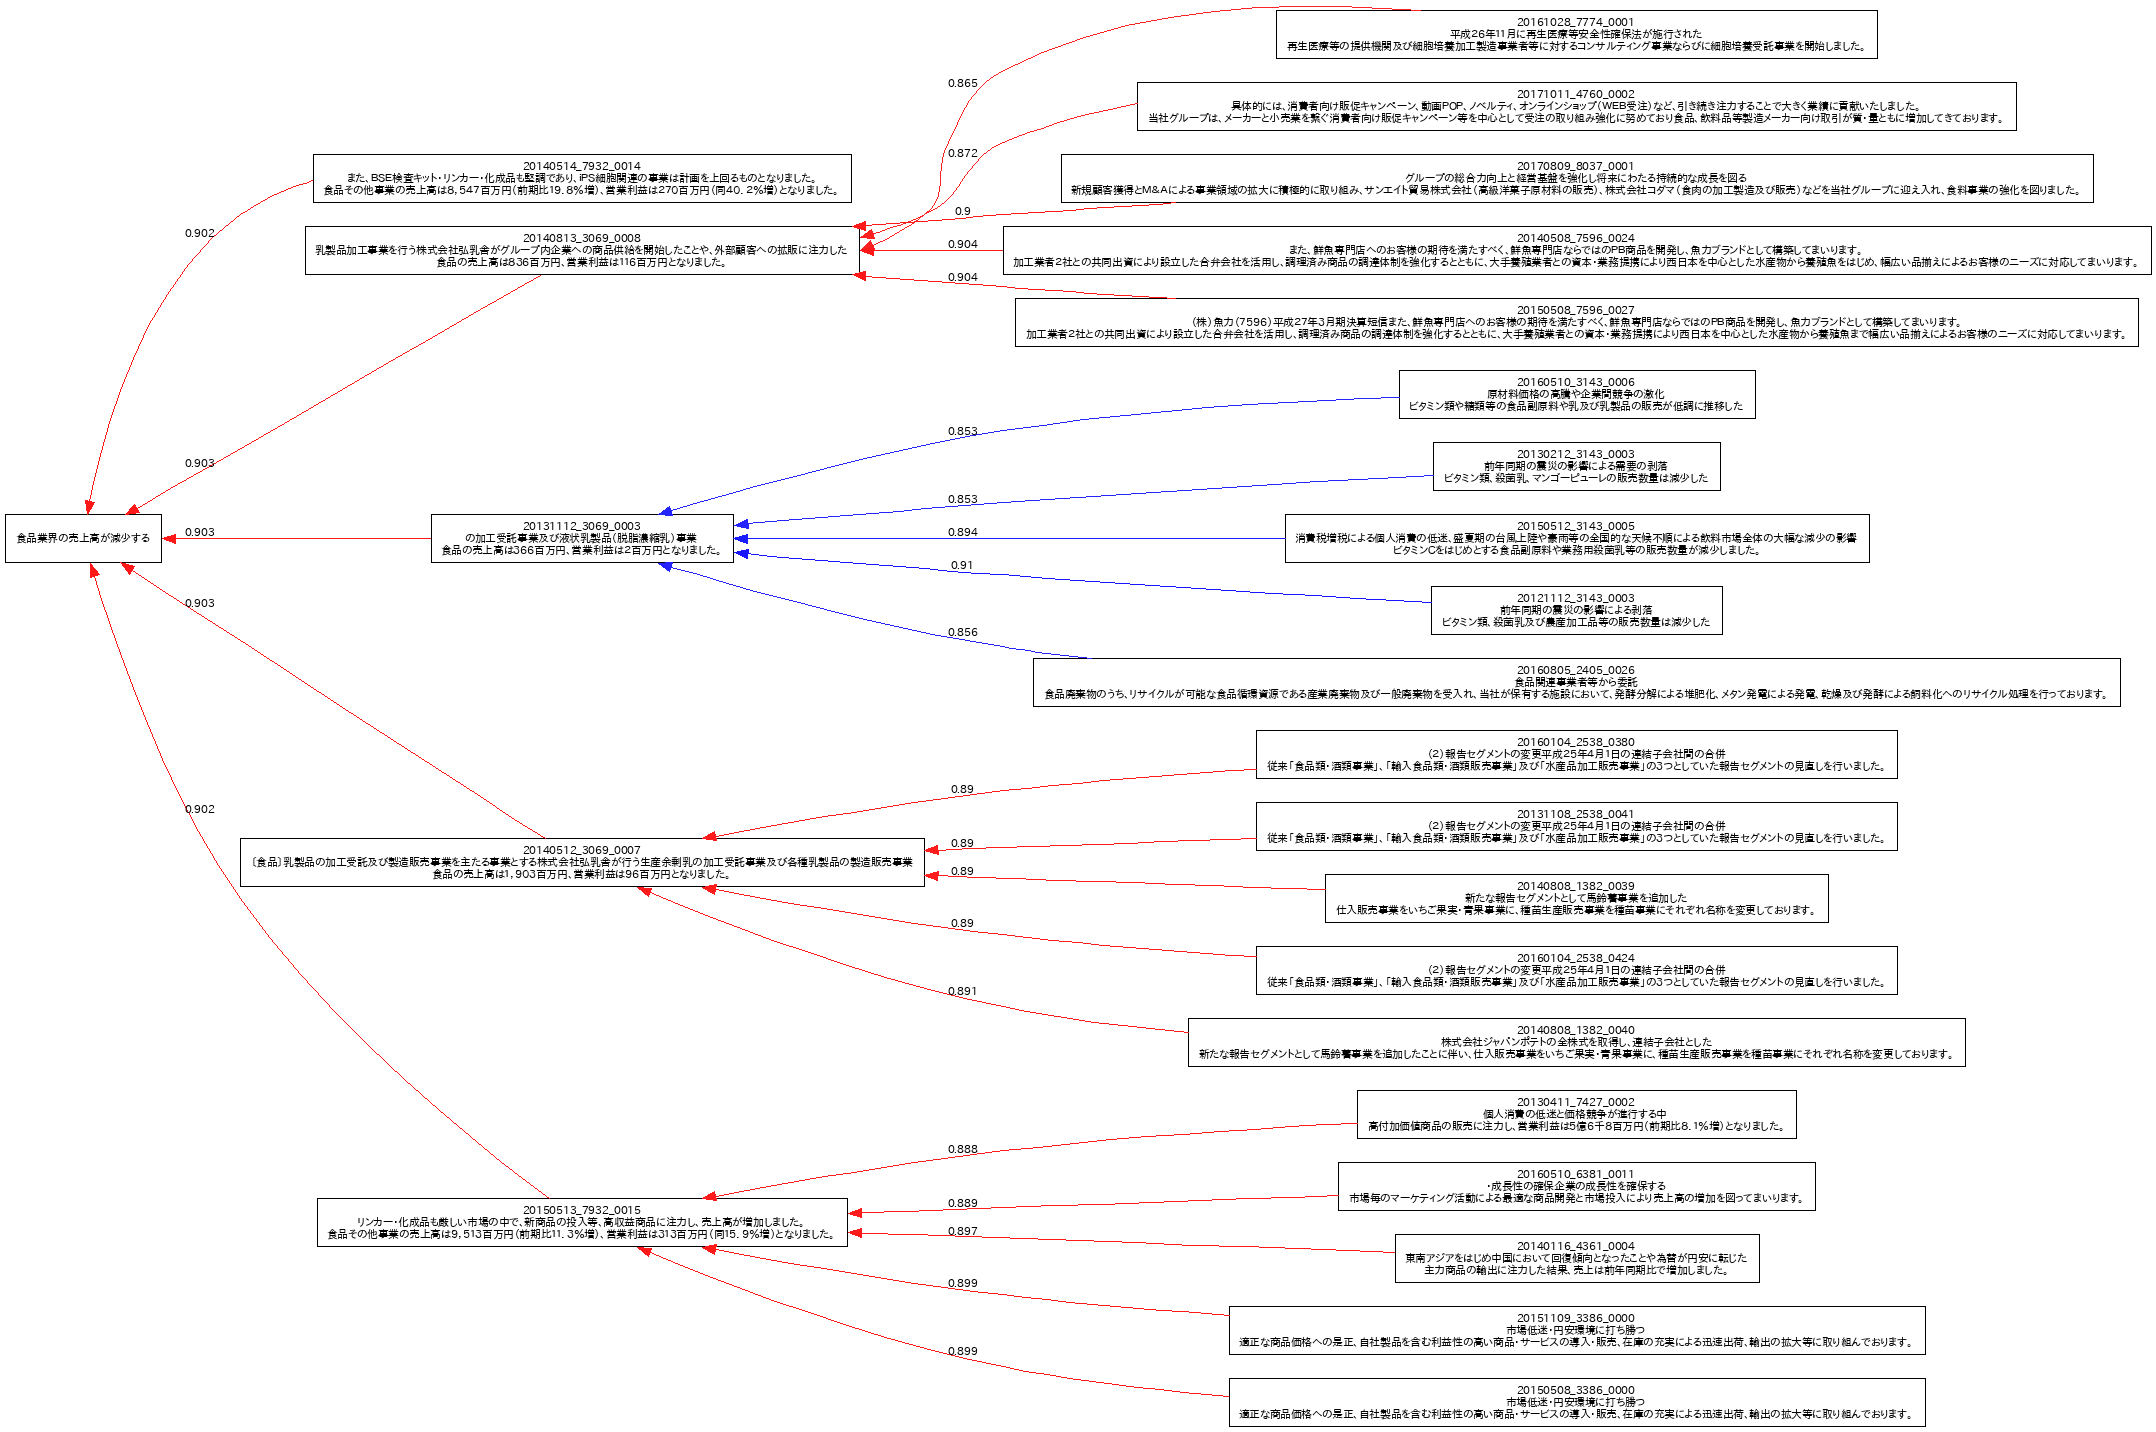 食品業界の売上高が減少する
0.902
0.903
0.903
0.903
0.902
20140514_7932_0014
また、BSE検査キット・リンカー・化成品も堅調であり、iPS細胞関連の事業は計画を上回るものとなりました。
食品その他事業の売上高は8,547百万円(前期比19.8%増)、営業利益は270百万円(同40.2%増)となりました。
20140813_3069_0008
乳製品加工事業を行う株式会社弘乳舎がグループ内企業への商品供給を開始したことや、外部顧客への拡販に注力した
食品の売上高は836百万円、営業利益は116百万円となりました。
20131112_3069_0003
の加工受託事業及び液状乳製品(脱脂濃縮乳)事業
食品の売上高は366百万円、営業利益は2百万円となりました。
20140512_3069_0007
〔食品〕乳製品の加工受託及び製造販売事業を主たる事業とする株式会社弘乳舎が行う生産余剰乳の加工受託事業及び各種乳製品の製造販売事業
食品の売上高は1,903百万円、営業利益は96百万円となりました。
20150513_7932_0015
リンカー・化成品も厳しい市場の中で、新商品の投入等、高収益商品に注力し、売上高が増加しました。
食品その他事業の売上高は9,513百万円(前期比11.3%増)、営業利益は313百万円(同15.9%増)となりました。
0.865
0.872
0.9
0.904
0.904
0.853
0.853
0.894
0.91
0.856
0.89
0.89
0.89
0.89
0.891
0.888
0.889
0.897
0.899
0.899
20161028_7774_0001
平成26年11月に再生医療等安全性確保法が施行された
再生医療等の提供機関及び細胞培養加工製造事業者等に対するコンサルティング事業ならびに細胞培養受託事業を開始しました。
20171011_4760_0002
具体的には、消費者向け販促キャンペーン、動画POP、ノベルティ、オンラインショップ(WEB受注)など、引き続き注力することで大きく業績に貢献いたしました。
当社グループは、メーカーと小売業を繋ぐ消費者向け販促キャンペーン等を中心として受注の取り組み強化に努めており食品、飲料品等製造メーカー向け取引が質・量ともに増加してきております。
20170809_8037_0001
グループの総合力向上と経営基盤を強化し将来にわたる持続的な成長を図る
新規顧客獲得とM&Aによる事業領域の拡大に積極的に取り組み、サンエイト貿易株式会社(高級洋菓子原材料の販売)、株式会社コダマ(食肉の加工製造及び販売)などを当社グループに迎え入れ、食料事業の強化を図りました。
20140508_7596_0024
また、鮮魚専門店へのお客様の期待を満たすべく、鮮魚専門店ならではのPB商品を開発し、魚力ブランドとして構築してまいります。
加工業者2社との共同出資により設立した合弁会社を活用し、調理済み商品の調達体制を強化するとともに、大手養殖業者との資本・業務提携により西日本を中心とした水産物から養殖魚をはじめ、幅広い品揃えによるお客様のニーズに対応してまいります。
20150508_7596_0027
(株)魚力(7596)平成27年3月期決算短信また、鮮魚専門店へのお客様の期待を満たすべく、鮮魚専門店ならではのPB商品を開発し、魚力ブランドとして構築してまいります。
加工業者2社との共同出資により設立した合弁会社を活用し、調理済み商品の調達体制を強化するとともに、大手養殖業者との資本・業務提携により西日本を中心とした水産物から養殖魚まで幅広い品揃えによるお客様のニーズに対応してまいります。
20160510_3143_0006
原材料価格の高騰や企業間競争の激化
ビタミン類や糖類等の食品副原料や乳及び乳製品の販売が低調に推移した
20130212_3143_0003
前年同期の震災の影響による需要の剥落
ビタミン類、殺菌乳、マンゴーピューレの販売数量は減少した
20150512_3143_0005
消費税増税による個人消費の低迷、盛夏期の台風上陸や豪雨等の全国的な天候不順による飲料市場全体の大幅な減少の影響
ビタミンCをはじめとする食品副原料や業務用殺菌乳等の販売数量が減少しました。
20121112_3143_0003
前年同期の震災の影響による剥落
ビタミン類、殺菌乳及び農産加工品等の販売数量は減少した
20160805_2405_0026
食品関連事業者等から委託
食品廃棄物のうち、リサイクルが可能な食品循環資源である産業廃棄物及び一般廃棄物を受入れ、当社が保有する施設において、発酵分解による堆肥化、メタン発電による発電、乾燥及び発酵による飼料化へのリサイクル処理を行っております。
20160104_2538_0380
(2)報告セグメントの変更平成25年4月1日の連結子会社間の合併
従来「食品類・酒類事業」、「輸入食品類・酒類販売事業」及び「水産品加工販売事業」の3つとしていた報告セグメントの見直しを行いました。
20131108_2538_0041
(2)報告セグメントの変更平成25年4月1日の連結子会社間の合併
従来「食品類・酒類事業」、「輸入食品類・酒類販売事業」及び「水産品加工販売事業」の3つとしていた報告セグメントの見直しを行いました。
20140808_1382_0039
新たな報告セグメントとして馬鈴薯事業を追加した
仕入販売事業をいちご果実・青果事業に、種苗生産販売事業を種苗事業にそれぞれ名称を変更しております。
20160104_2538_0424
(2)報告セグメントの変更平成25年4月1日の連結子会社間の合併
従来「食品類・酒類事業」、「輸入食品類・酒類販売事業」及び「水産品加工販売事業」の3つとしていた報告セグメントの見直しを行いました。
20140808_1382_0040
株式会社ジャパンポテトの全株式を取得し、連結子会社とした
新たな報告セグメントとして馬鈴薯事業を追加したことに伴い、仕入販売事業をいちご果実・青果事業に、種苗生産販売事業を種苗事業にそれぞれ名称を変更しております。
20130411_7427_0002
個人消費の低迷と価格競争が進行する中
高付加価値商品の販売に注力し、営業利益は5億6千8百万円(前期比8.1%増)となりました。
20160510_6381_0011
・成長性の確保企業の成長性を確保する
市場毎のマーケティング活動による最適な商品開発と市場投入により売上高の増加を図ってまいります。
20140116_4361_0004
東南アジアをはじめ中国において回復傾向となったことや為替が円安に転じた
主力商品の輸出に注力した結果、売上は前年同期比で増加しました。
20151109_3386_0000
市場低迷・円安環境に打ち勝つ
適正な商品価格への是正、自社製品を含む利益性の高い商品・サービスの導入・販売、在庫の充実による迅速出荷、輸出の拡大等に取り組んでおります。
20150508_3386_0000
市場低迷・円安環境に打ち勝つ
適正な商品価格への是正、自社製品を含む利益性の高い商品・サービスの導入・販売、在庫の充実による迅速出荷、輸出の拡大等に取り組んでおります。